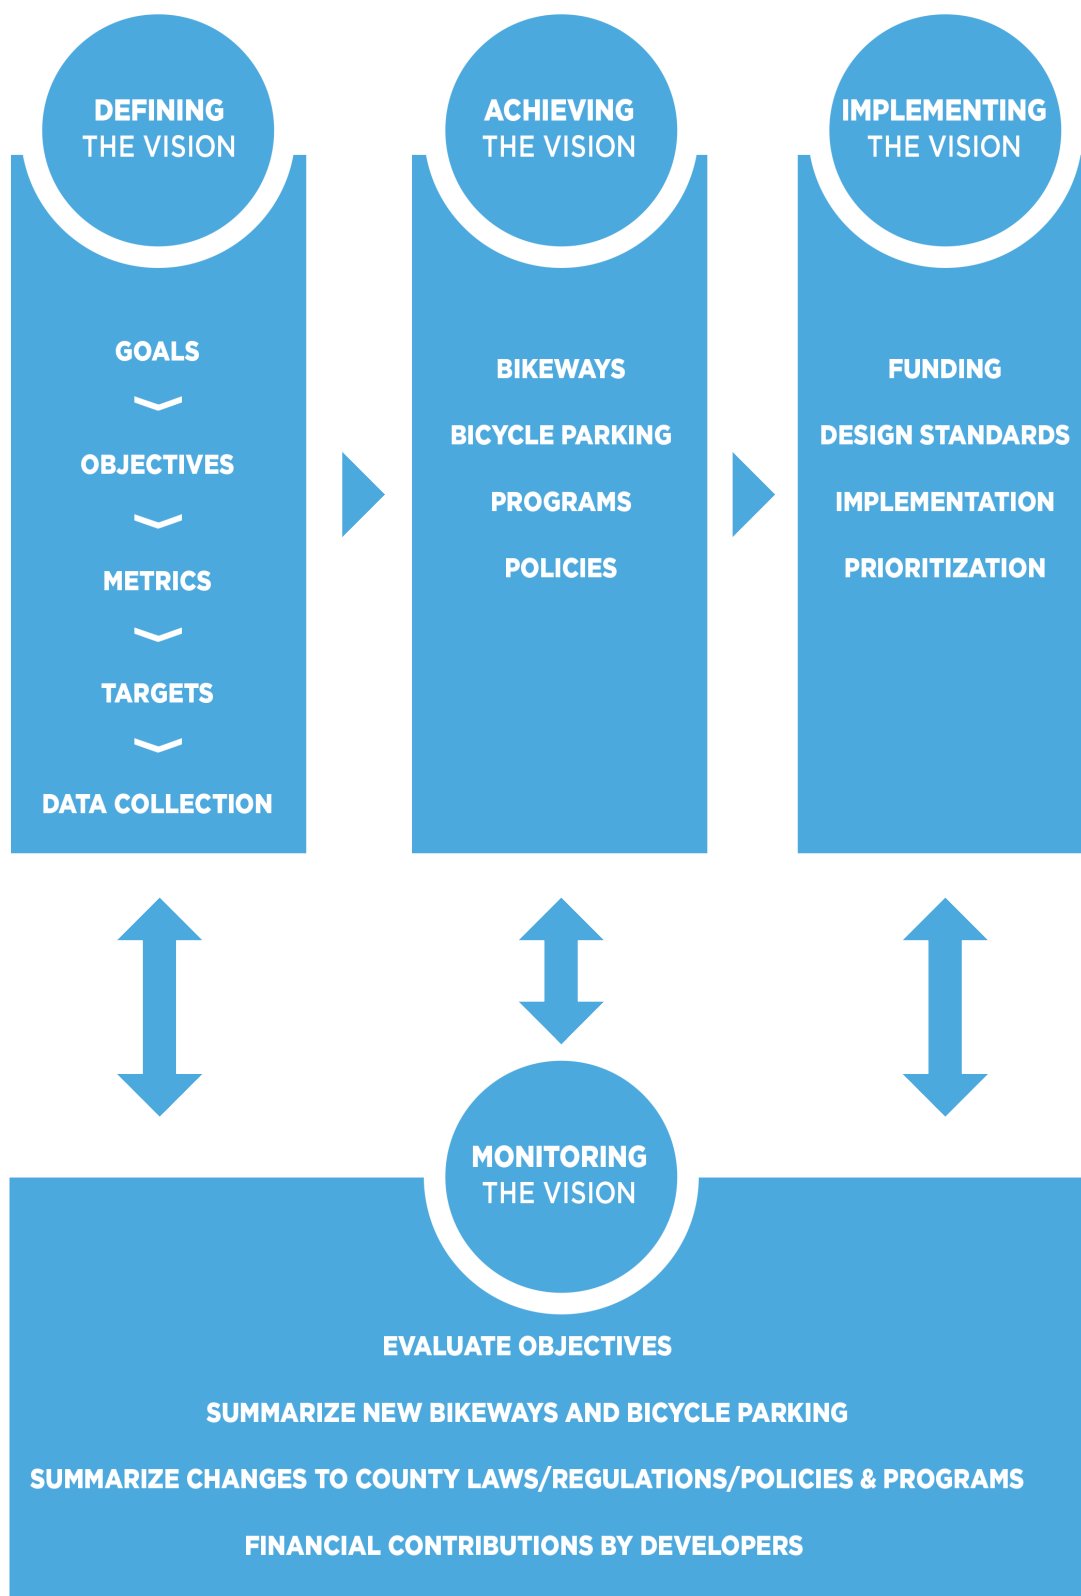 DEFINING
THE VISION
GOALS
OBJECTIVES
METRICS
TARGETS
DATA COLLECTION
ACHIEVING
THE VISION
BIKEWAYS
BICYCLE PARKING
PROGRAMS
POLICIES
IMPLEMENTING
THE VISION
FUNDING
DESIGN STANDARDS
IMPLEMENTATION
PRIORITIZATION
MONITORING
THE VISION
EVALUATE OBJECTIVES
SUMMARIZE NEW BIKEWAYS AND BICYCLE PARKING
SUMMARIZE CHANGES TO COUNTY LAWS/REGULATIONS/POLICIES & PROGRAMS
FINANCIAL CONTRIBUTIONS BY DEVELOPERS